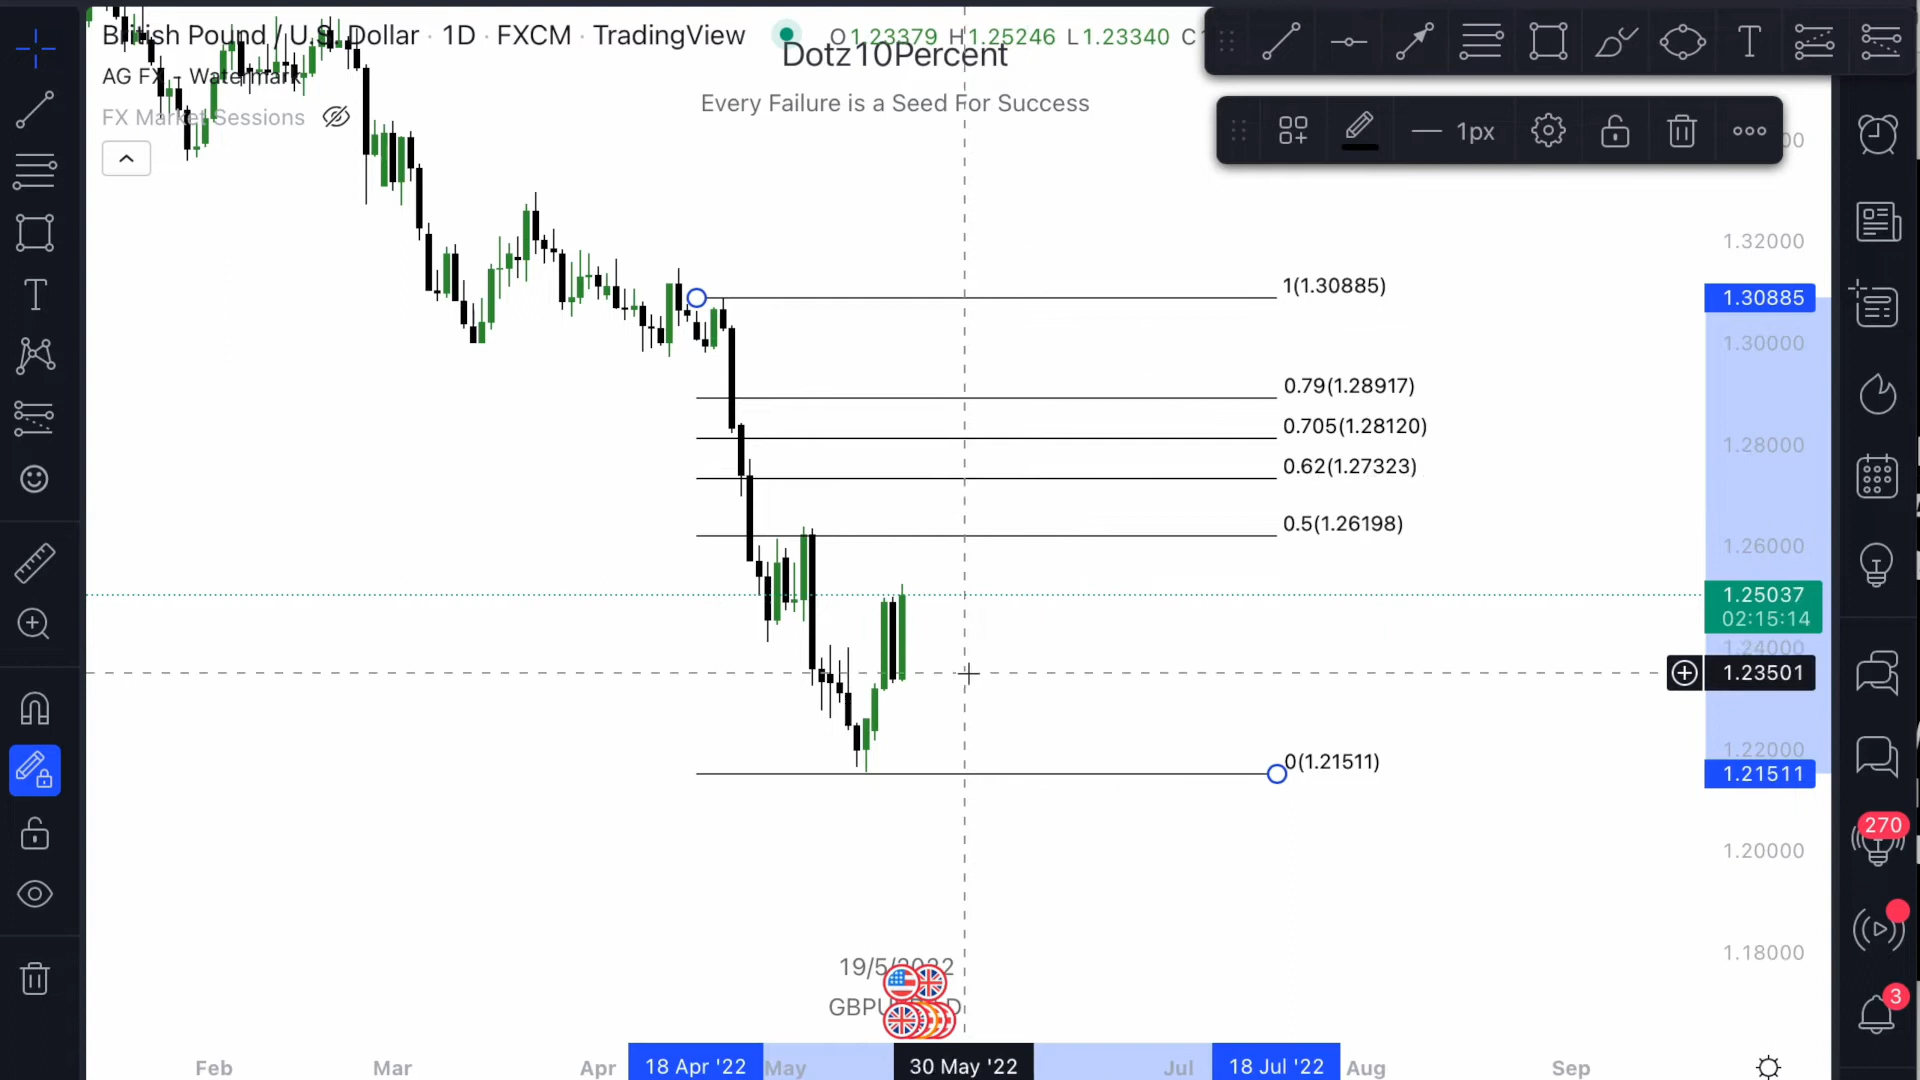 British Pound / U.S. Dollar · 1D · FXCM · TradingView
O1.23379 H1.25246 L1.23340 C1
Dotz10Percent
AG FX - Watermark
Every Failure is a Seed For Success
FX Market Sessions
1px
1.32000
1(1.30885)
1.30885
1.30000
0.79(1.28917)
0.705(1.28120)
1.28000
0.62(1.27323)
0.5(1.26198)
1.26000
1.25037
02:15:14
1.24000
1.23501
1.22000
0(1.21511)
1.21511
270
1.20000
1.18000
19/5/2022
3
Feb Mar Apr 18 Apr '22 May 30 May '22 Jul 18 Jul '22 Aug Sep